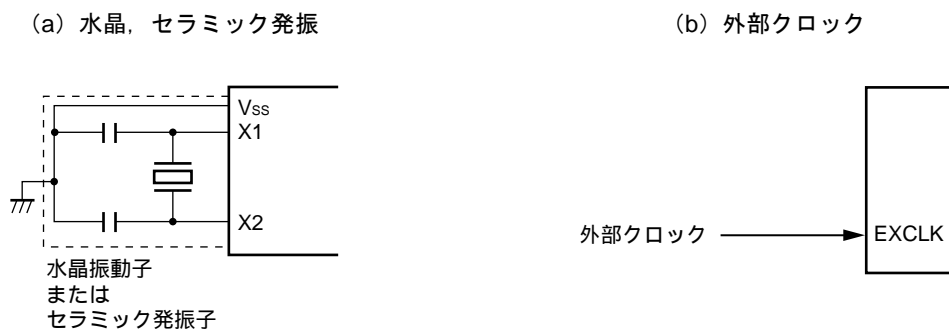 (a) 水晶，セラミック発振
(b) 外部クロック
VSS
X1
X2
水晶振動子
または
セラミック発振子
外部クロック
EXCLK